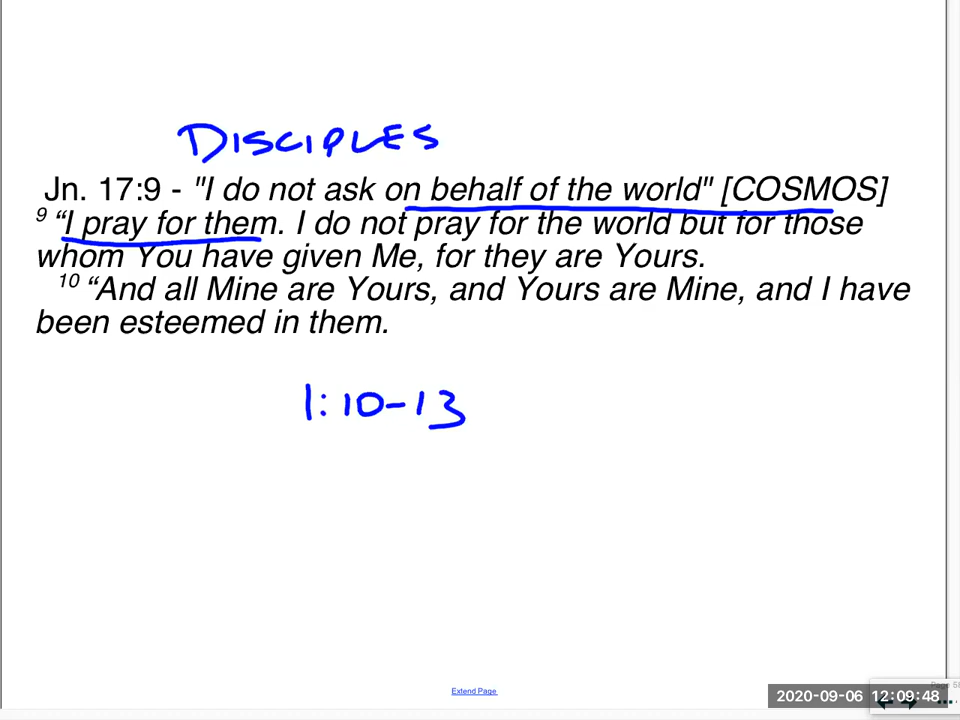 DISCIPLES
Jn. 17:9 - "I do not ask on behalf of the world" [COSMOS]
9 “I pray for them. I do not pray for the world but for those
whom You have given Me, for they are Yours.
10 “And all Mine are Yours, and Yours are Mine, and I have
been esteemed in them.
1:10-13
Extend Page
Page 58
2020-09-06 12:09:48